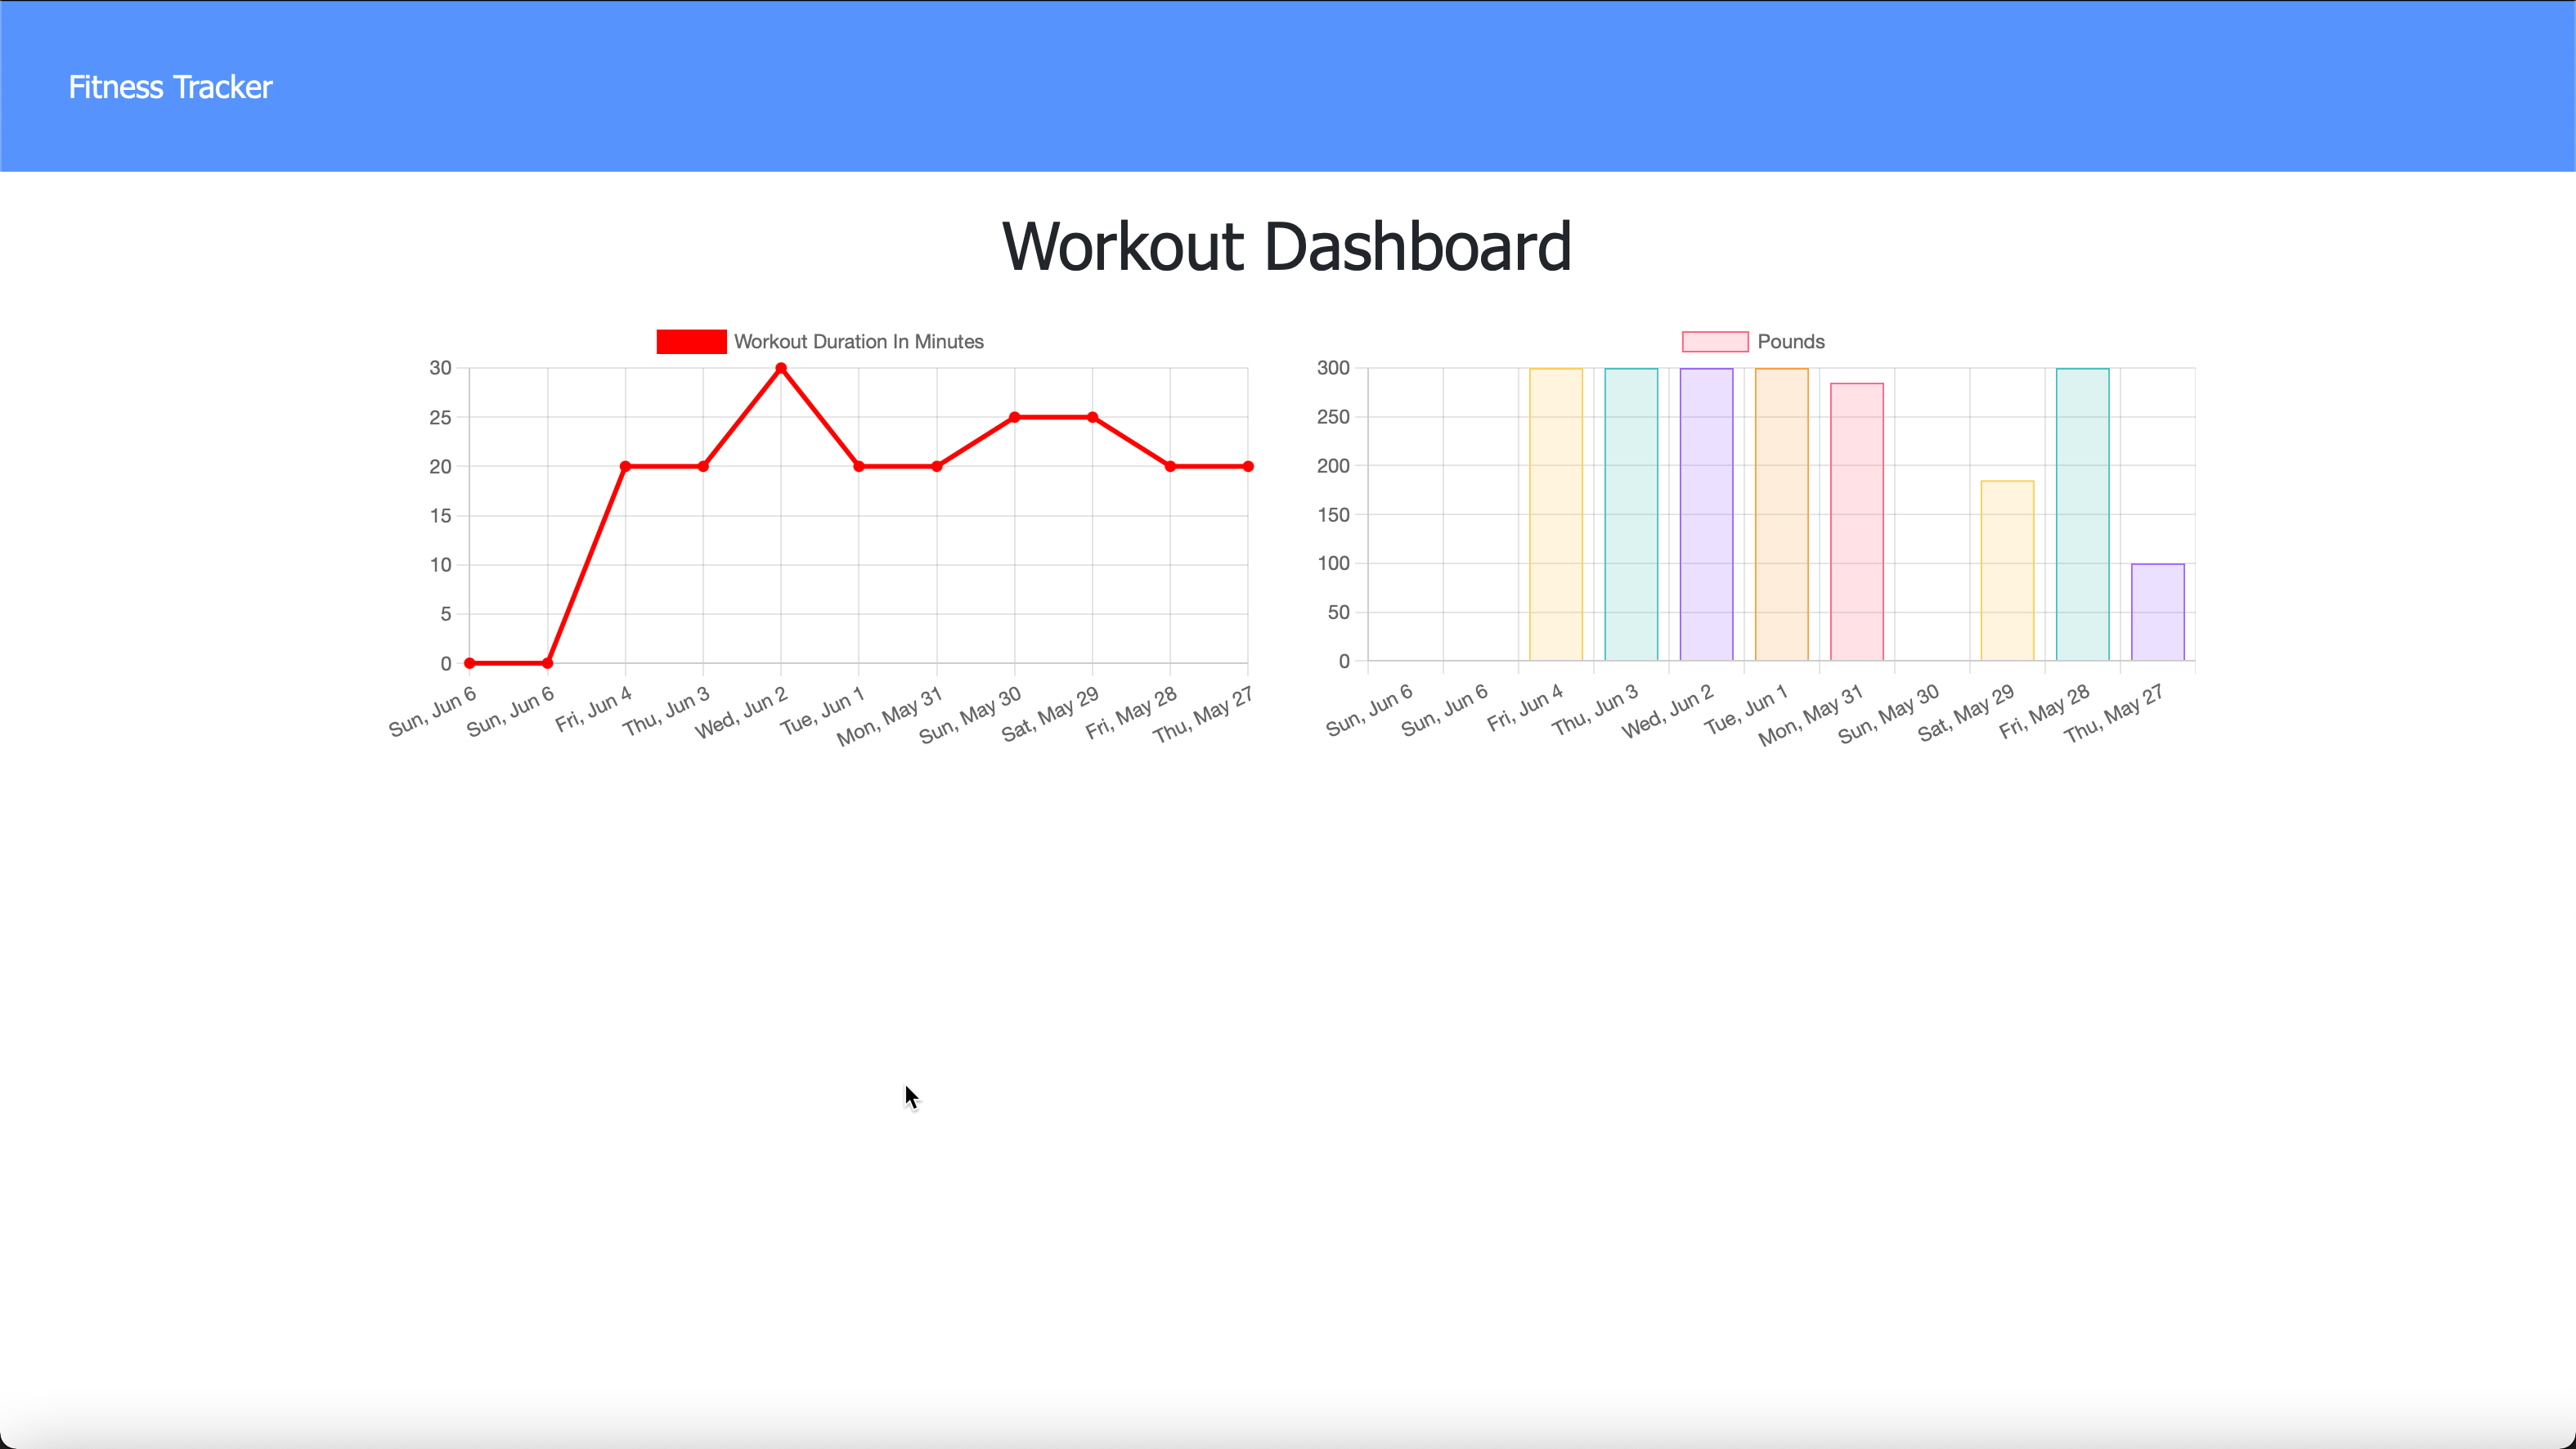 Fitness Tracker
Workout Dashboard
Workout Duration In Minutes
30
25
20
15
10
5
0
Sun, Jun 6
Sun, Jun 6
Fri, Jun 4
Thu, Jun 3
Wed, Jun 2
Tue, Jun 1
Mon, May 31
Sun, May 30
Sat, May 29
Fri, May 28
Thu, May 27
Pounds
300
250
200
150
100
50
0
Sun, Jun 6
Sun, Jun 6
Fri, Jun 4
Thu, Jun 3
Wed, Jun 2
Tue, Jun 1
Mon, May 31
Sun, May 30
Sat, May 29
Fri, May 28
Thu, May 27